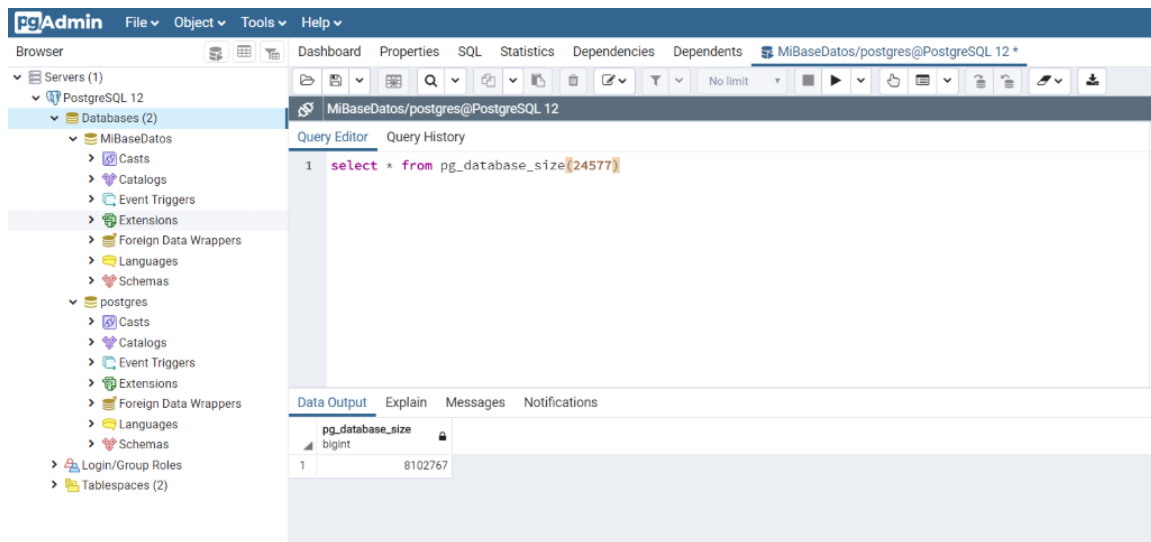 pgAdmin File Object Tools Help
Browser
Dashboard Properties SQL Statistics Dependencies Dependents MiBaseDatos/postgres@PostgreSQL 12 *
Servers (1)
PostgreSQL 12
Databases (2)
MiBaseDatos
Casts
Catalogs
Event Triggers
Extensions
Foreign Data Wrappers
Languages
Schemas
postgres
Casts
Catalogs
Event Triggers
Extensions
Foreign Data Wrappers
Languages
Schemas
Login/Group Roles
Tablespaces (2)
No limit
MiBaseDatos/postgres@PostgreSQL 12
Query Editor Query History
1 select * from pg_database_size(24577)
Data Output Explain Messages Notifications
pg_database_size
bigint
1 8102767